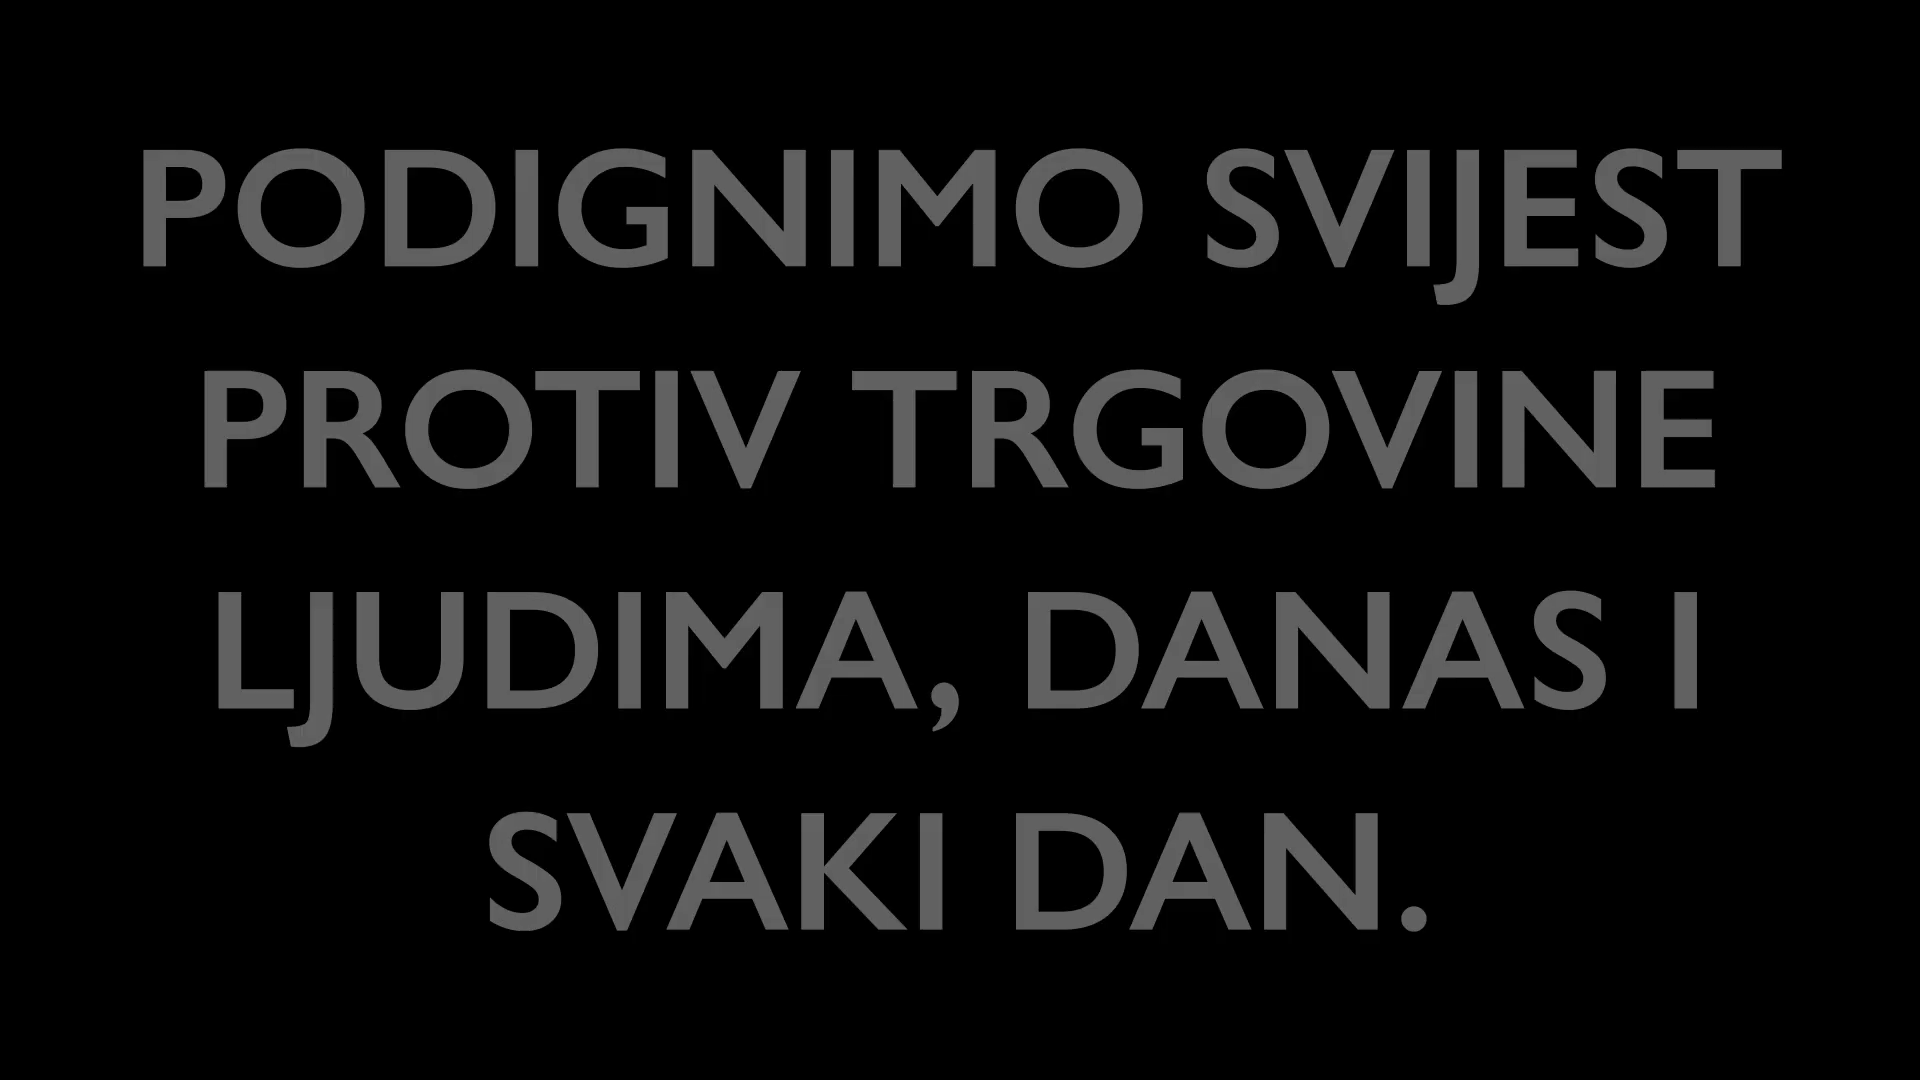 PODIGNIMO SVIJEST
PROTIV TRGOVINE
LJUDIMA, DANAS I
SVAKI DAN.